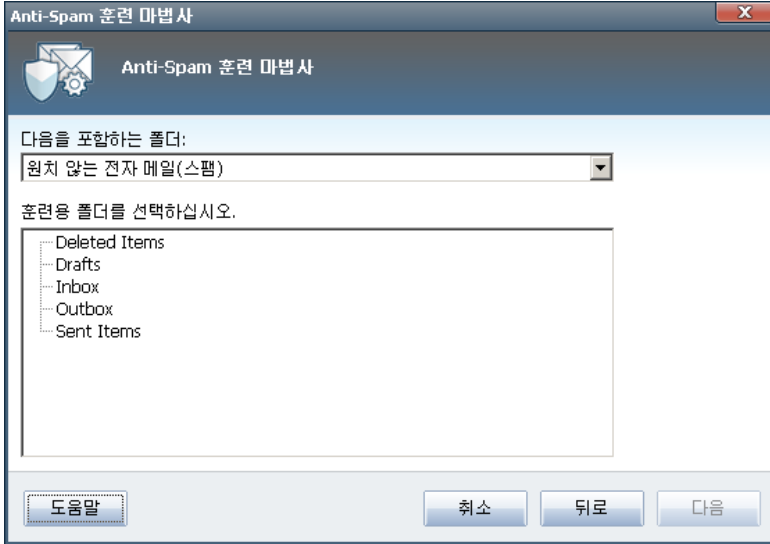 Anti-Spam 훈련 마법사
Anti-Spam 훈련 마법사
다음을 포함하는 폴더:
원치 않는 전자 메일(스팸)
훈련용 폴더를 선택하십시오.
Deleted Items
Drafts
Inbox
Outbox
Sent Items
도움말 취소 뒤로 다음